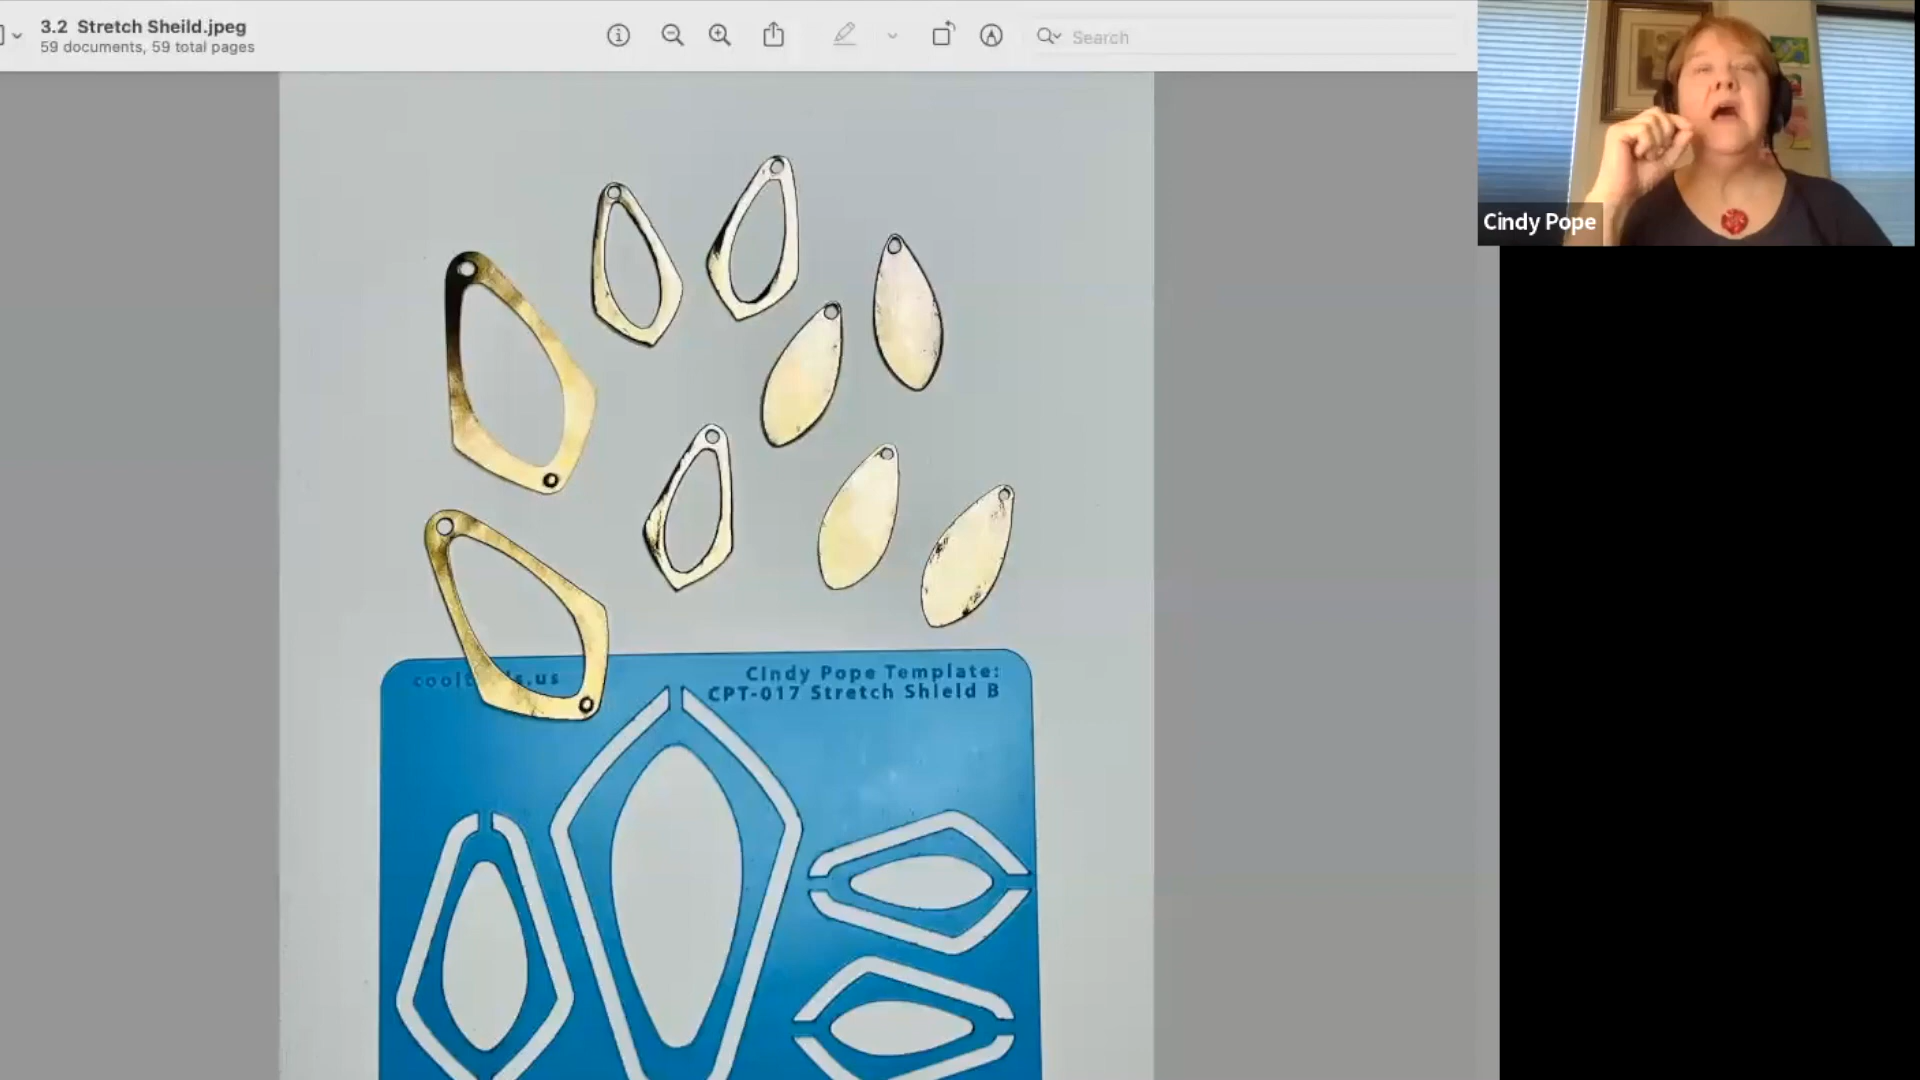 3.2 Stretch Sheild.jpeg
59 documents, 59 total pages
Search
Cindy Pope
Cindy Pope Template:
CPT-017 Stretch Shield B